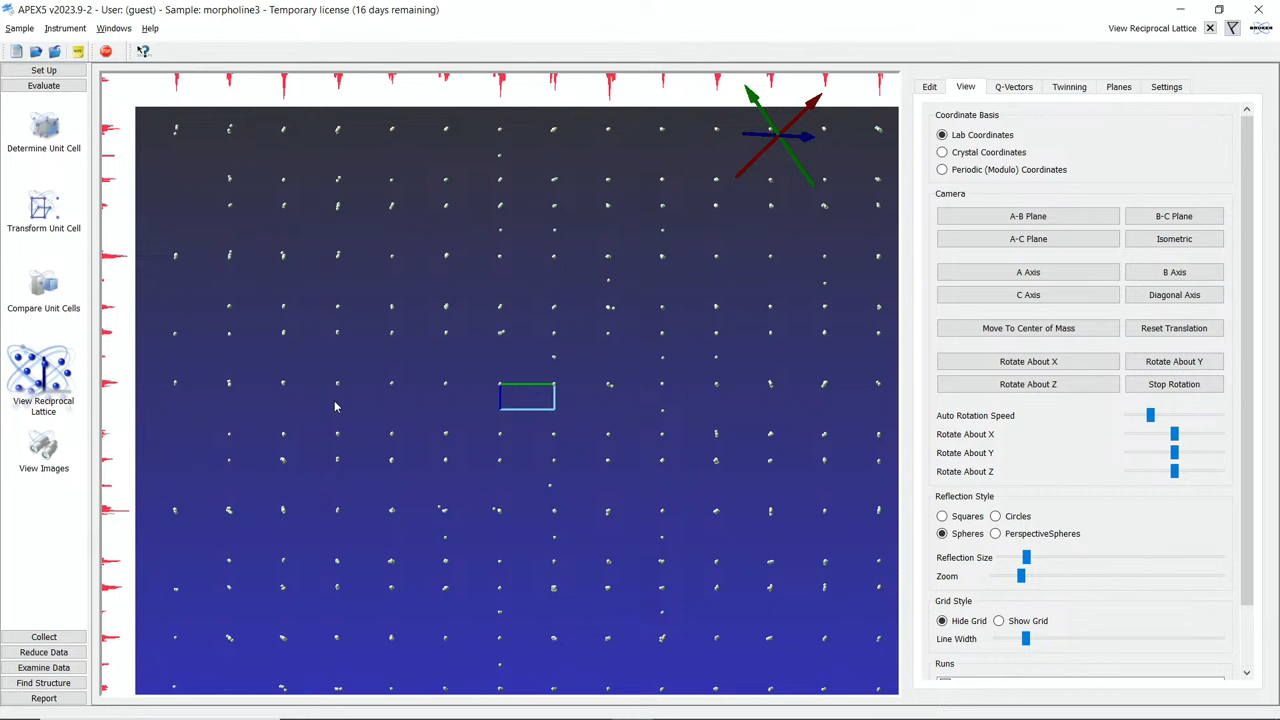 APEX5 v2023.9-2 - User: (guest) - Sample: morpholine3 - Temporary license (16 days remaining)
Sample Instrument Windows Help
View Reciprocal Lattice
Set Up
Evaluate
Determine Unit Cell
Transform Unit Cell
Compare Unit Cells
View Reciprocal
Lattice
View Images
Collect
Reduce Data
Examine Data
Find Structure
Report
Edit View Q-Vectors Twinning Planes Settings
Coordinate Basis
Lab Coordinates
Crystal Coordinates
Periodic (Modulo) Coordinates
Camera
A-B Plane B-C Plane
A-C Plane Isometric
A Axis B Axis
C Axis Diagonal Axis
Move To Center of Mass Reset Translation
Rotate About X Rotate About Y
Rotate About Z Stop Rotation
Auto Rotation Speed
Rotate About X
Rotate About Y
Rotate About Z
Reflection Style
Squares Circles
Spheres PerspectiveSpheres
Reflection Size
Zoom
Grid Style
Hide Grid Show Grid
Line Width
Runs